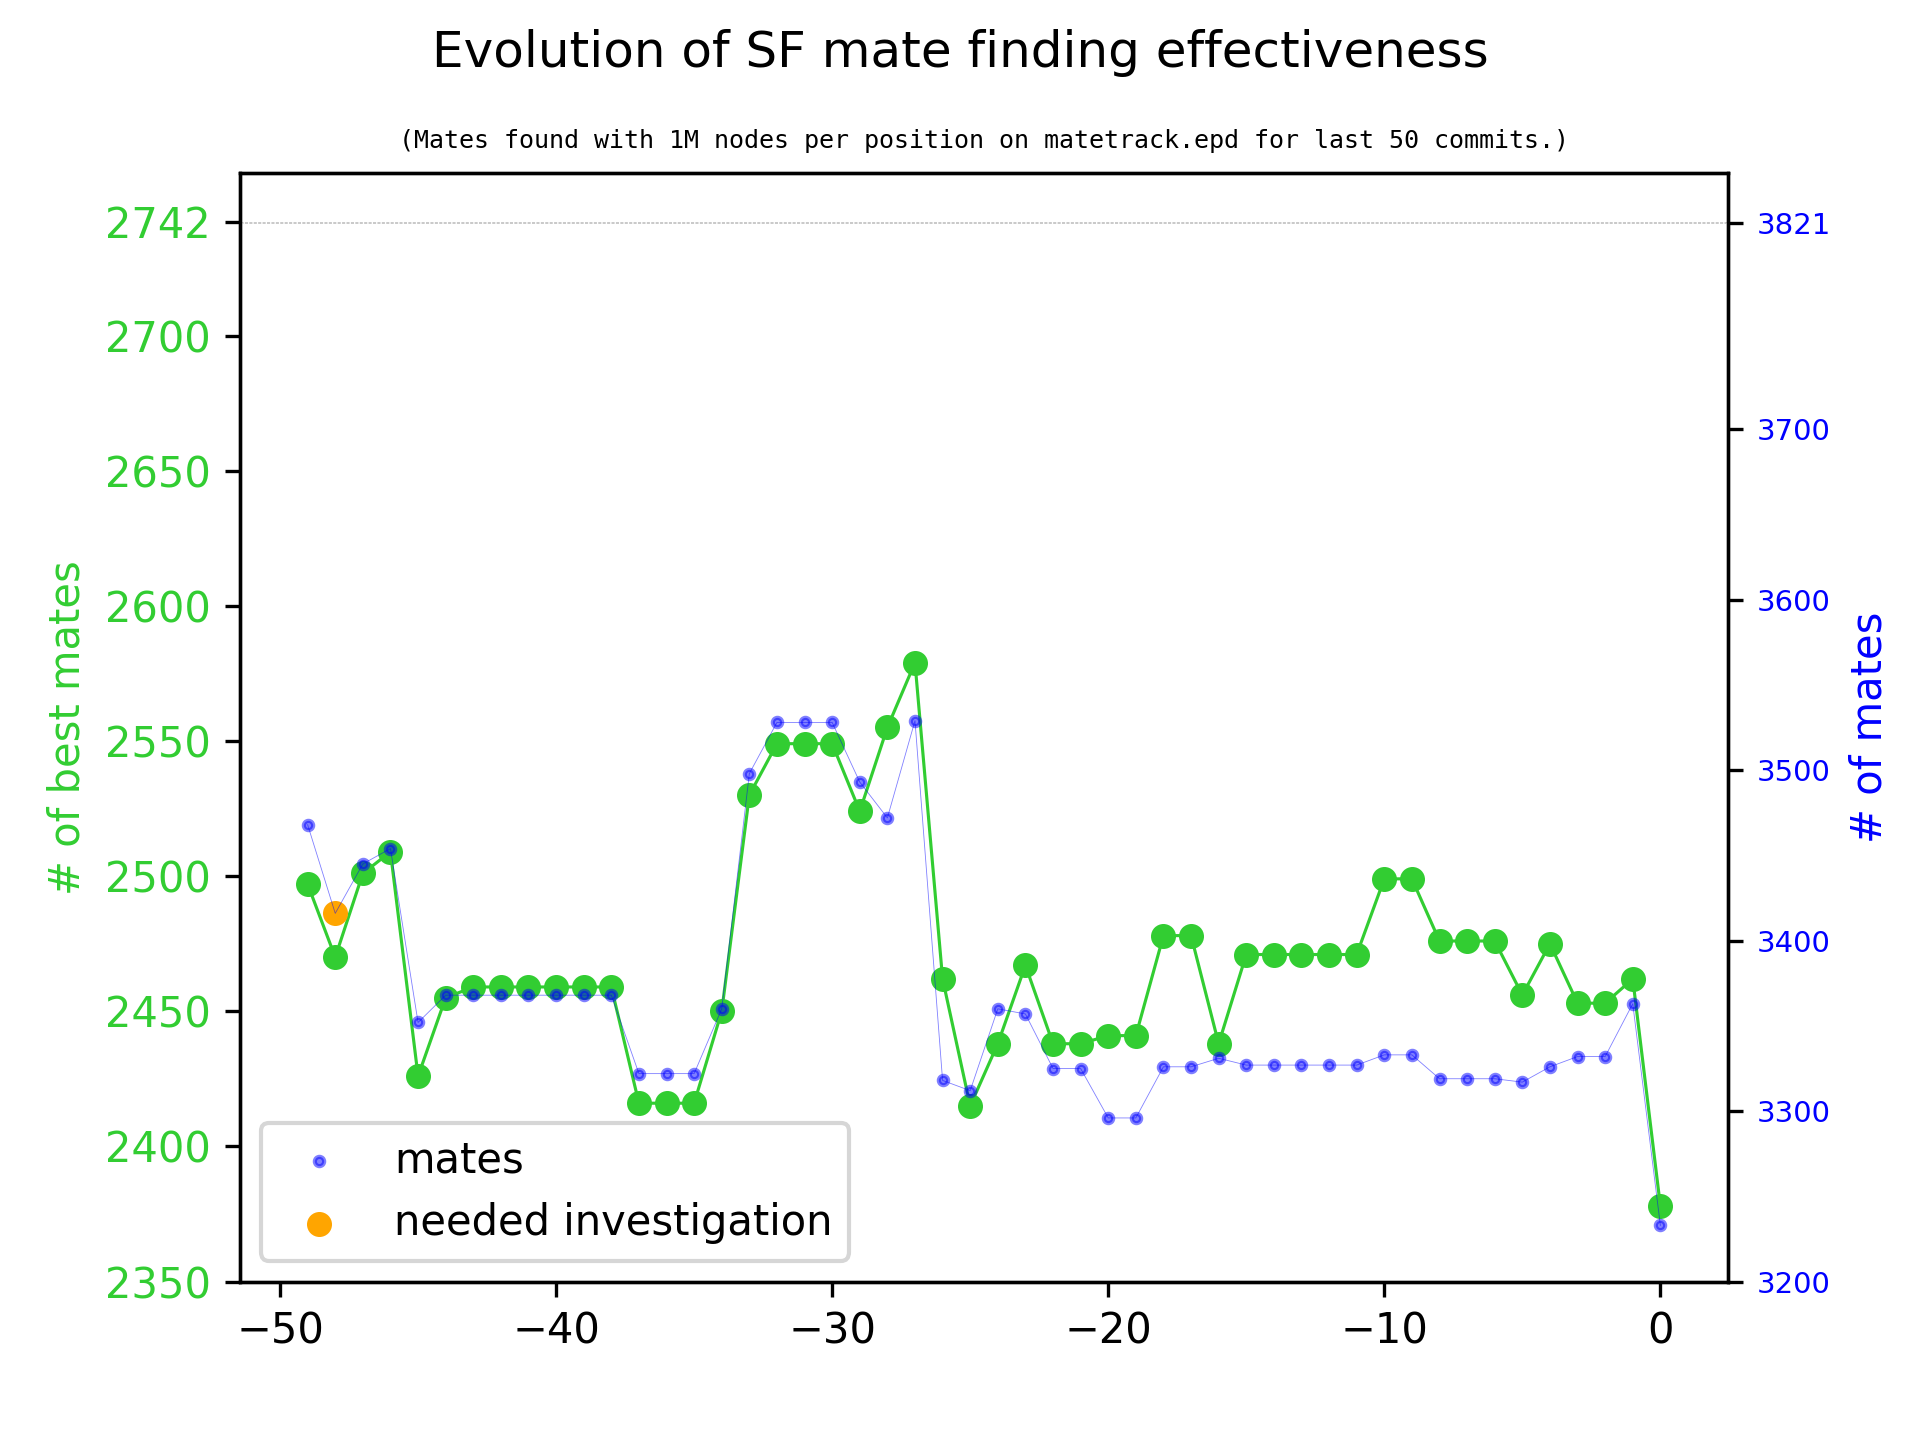 Evolution of SF mate finding effectiveness
(Mates found with 1M nodes per position on matetrack.epd for last 50 commits.)
# of best mates
2742
2700
2650
2600
2550
2500
2450
2400
2350
3821
3700
3600
3500
3400
3300
3200
# of mates
mates
needed investigation
−50 −40 −30 −20 −10 0